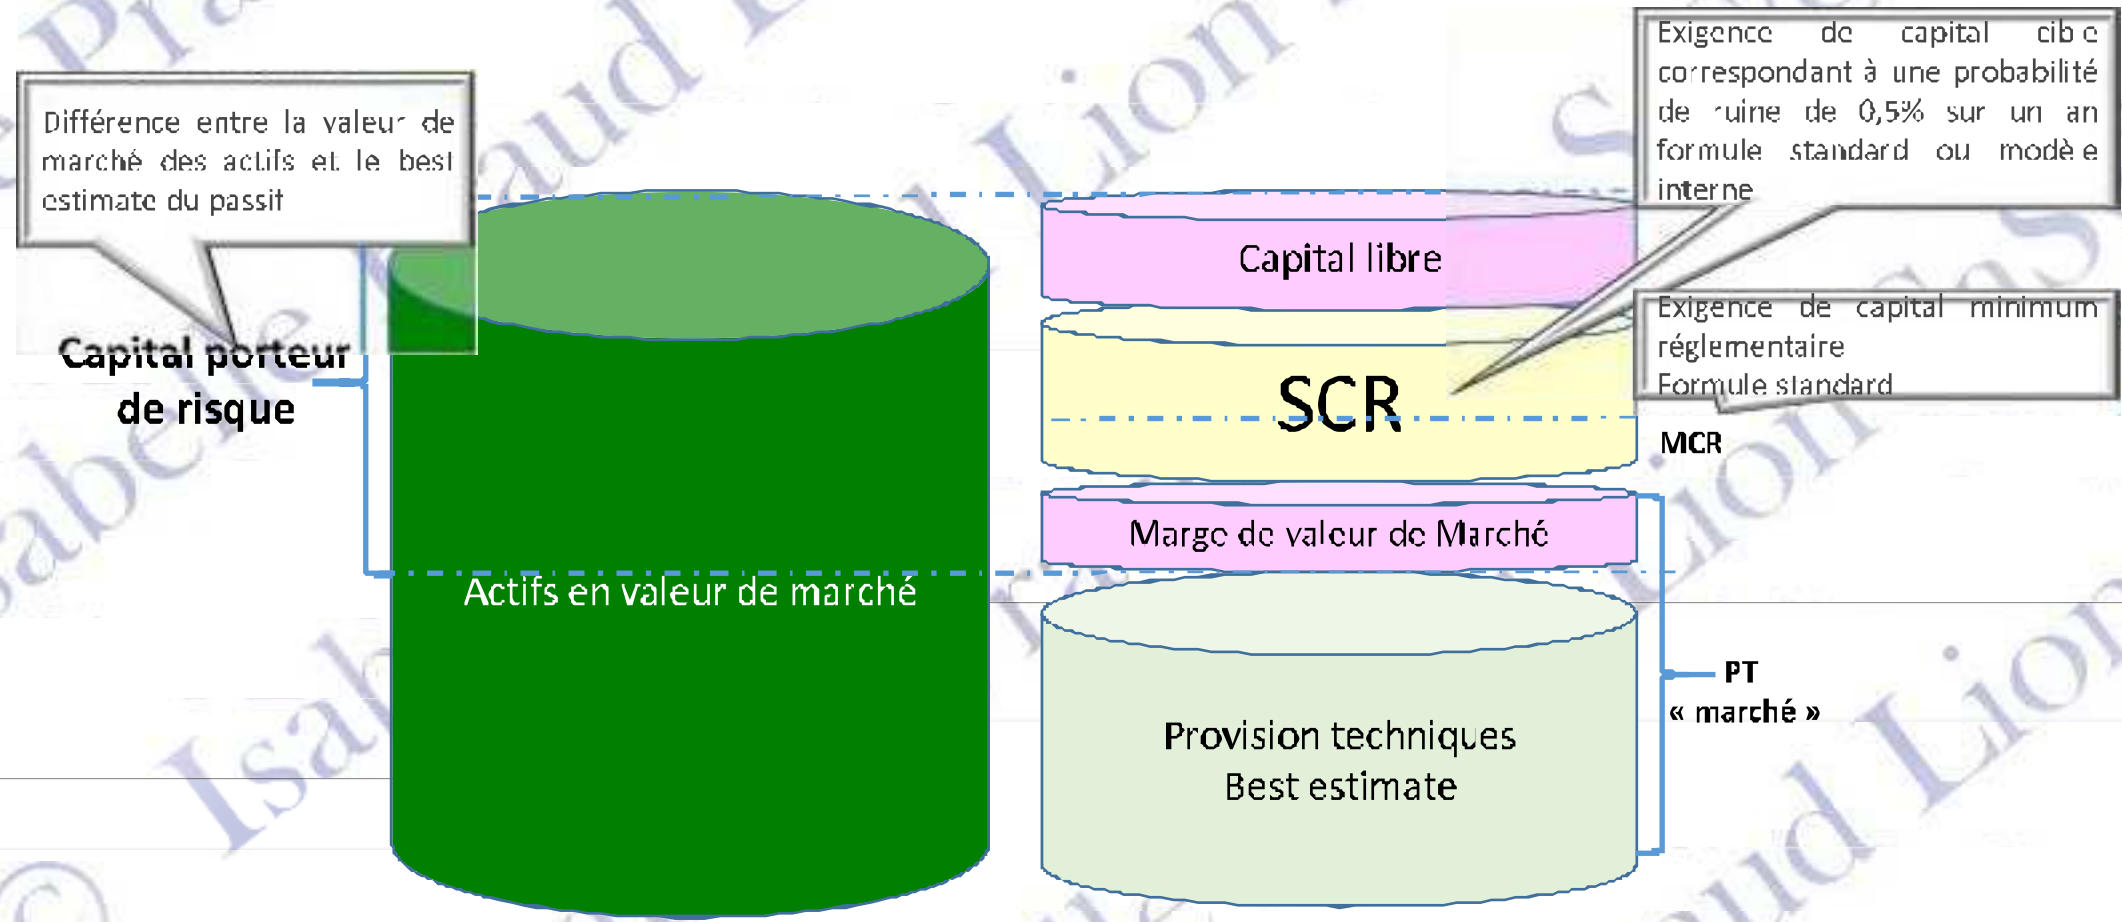 Différence entre la valeur de
marché des actifs et le best
estimate du passif
Capital porteur
de risque
Actifs en valeur de marché
Capital libre
SCR
Marge de valeur de Marché
Provision techniques
Best estimate
Exigence de capital cible
correspondant à une probabilité
de ruine de 0,5% sur un an
formule standard ou modèle
interne
Exigence de capital minimum
réglementaire
Formule standard
MCR
PT
« marché »